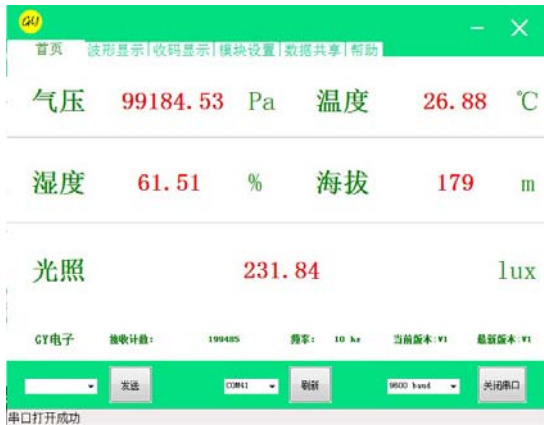 GY
首页 波形显示 收码显示 模块设置 数据共享 帮助
气压 99184.53 Pa 温度 26.88 ℃
湿度 61.51 % 海拔 179 m
光照 231.84 lux
GY电子 接收计数: 199485 频率: 10 hz 当前版本:V1 最新版本:V1
发送 COM41 刷新 9600 baud 关闭串口
串口打开成功